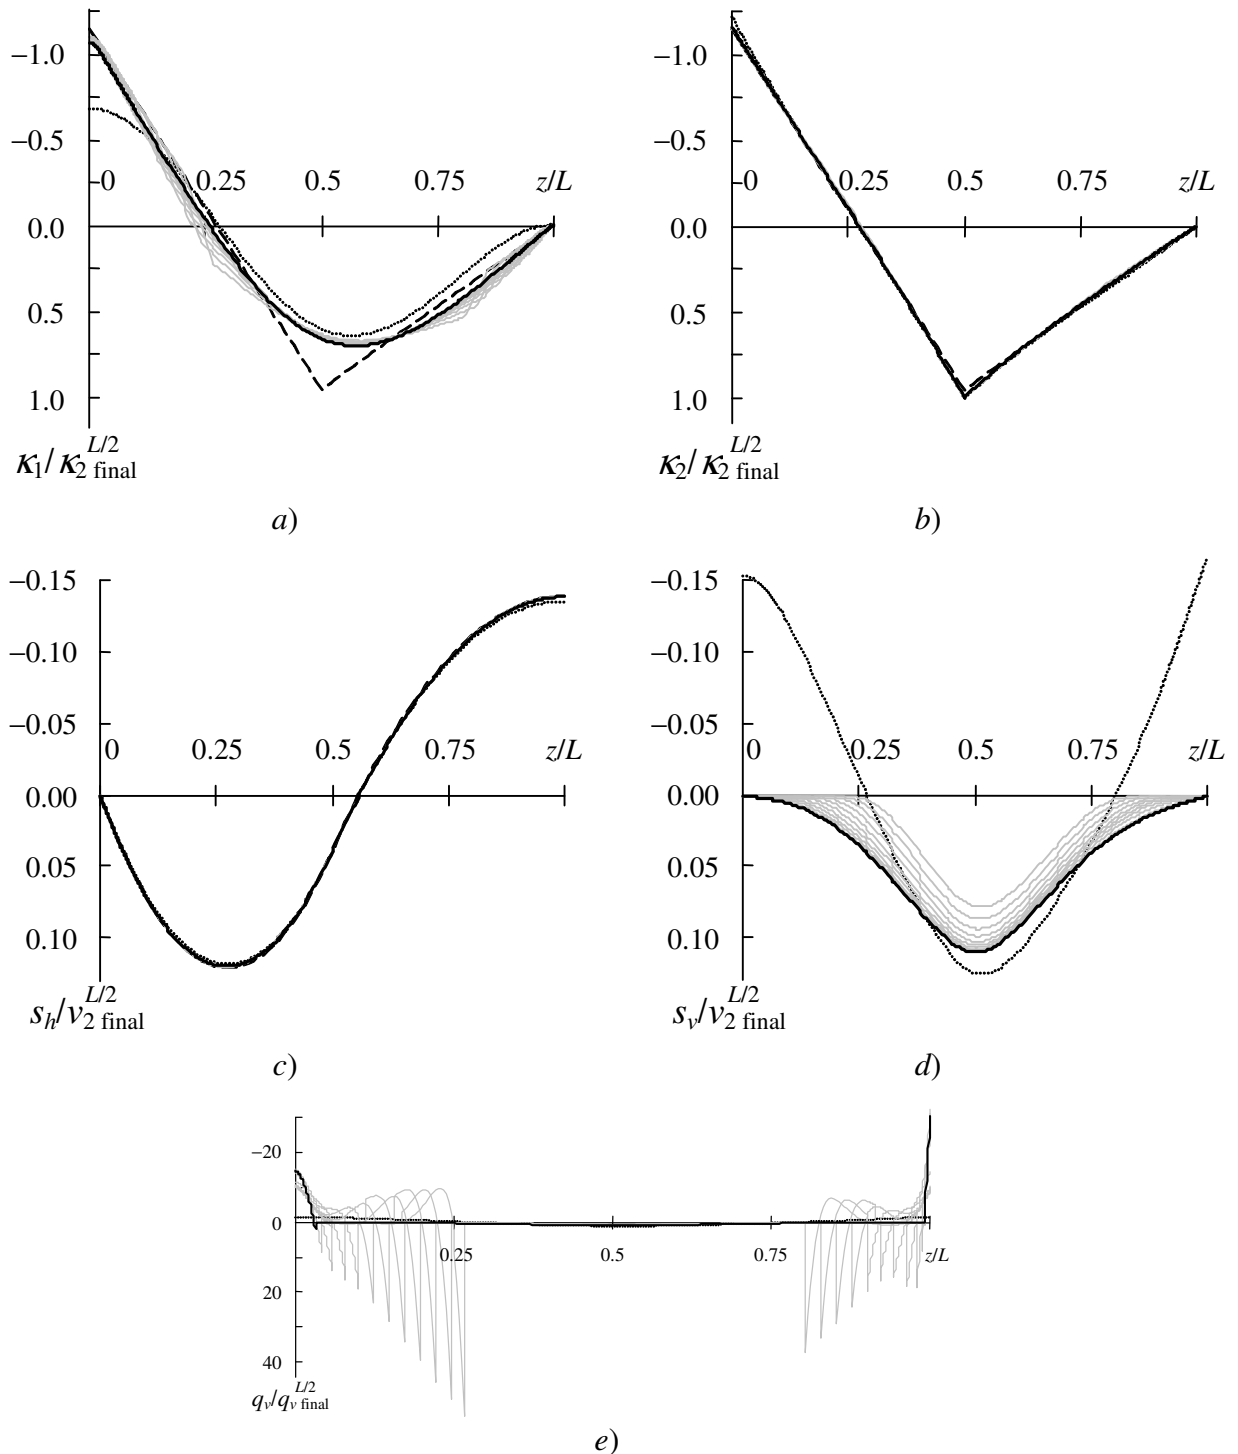 –1.0
–0.5
–0 0.25 0.5 0.75 z/L
0.0
0.5
1.0
κ1/κ2 final L/2
a)
–1.0
–0.5
–0 0.25 0.5 0.75 z/L
0.0
0.5
1.0
κ2/κ2 final L/2
b)
–0.15
–0.10
–0.05
0 0.25 0.5 0.75 z/L
0.00
0.05
0.10
sh/v2 final L/2
c)
–0.15
–0.10
–0.05
0 0.25 0.5 0.75 z/L
0.00
0.05
0.10
sv/v2 final L/2
d)
–20
0
0.25 0.5 0.75 z/L
20
40
qv/qv final L/2
e)